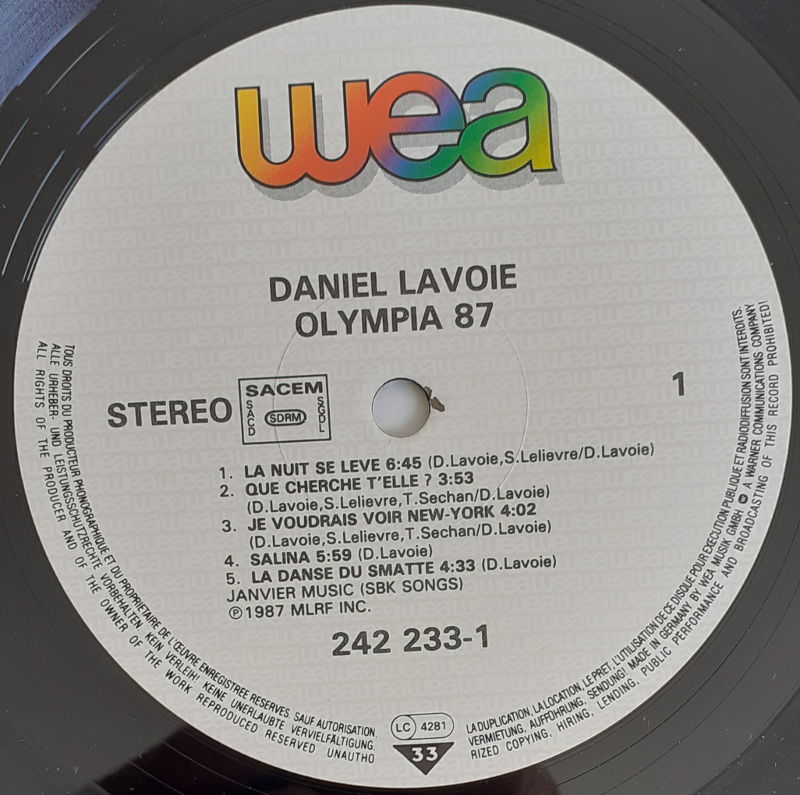 wea
DANIEL LAVOIE
OLYMPIA 87
STEREO
SACEM
SACD
SDRM
SGDL
1
1. LA NUIT SE LEVE 6:45 (D.Lavoie,S.Lelievre/D.Lavoie)
2. QUE CHERCHE T'ELLE ? 3:53
(D.Lavoie,S.Lelievre,T.Sechan/D.Lavoie)
3. JE VOUDRAIS VOIR NEW-YORK 4:02
(D.Lavoie,S.Lelievre,T.Sechan/D.Lavoie)
4. SALINA 5:59 (D.Lavoie)
5. LA DANSE DU SMATTE 4:33 (D.Lavoie)
JANVIER MUSIC (SBK SONGS)
℗1987 MLRF INC.
242 233-1
LC 4281
33
TOUS DROITS DU PRODUCTEUR PHONOGRAPHIQUE ET DU PROPRIETAIRE DE L'ŒUVRE ENREGISTREE RESERVES. SAUF AUTORISATION, LA DUPLICATION, LA LOCATION, LE PRET, L'UTILISATION DE CE DISQUE POUR EXECUTION PUBLIQUE ET RADIODIFFUSION SONT INTERDITS.
ALLE URHEBER- UND LEISTUNGSSCHUTZRECHTE VORBEHALTEN. KEIN VERLEIH! KEINE UNERLAUBTE VERVIELFÄLTIGUNG, VERMIETUNG, AUFFÜHRUNG, SENDUNG! MADE IN GERMANY BY WEA MUSIK GMBH A WARNER COMMUNICATIONS COMPANY
ALL RIGHTS OF THE PRODUCER AND OF THE OWNER OF THE WORK REPRODUCED RESERVED UNAUTHORIZED COPYING, HIRING, LENDING, PUBLIC PERFORMANCE AND BROADCASTING OF THIS RECORD PROHIBITED!